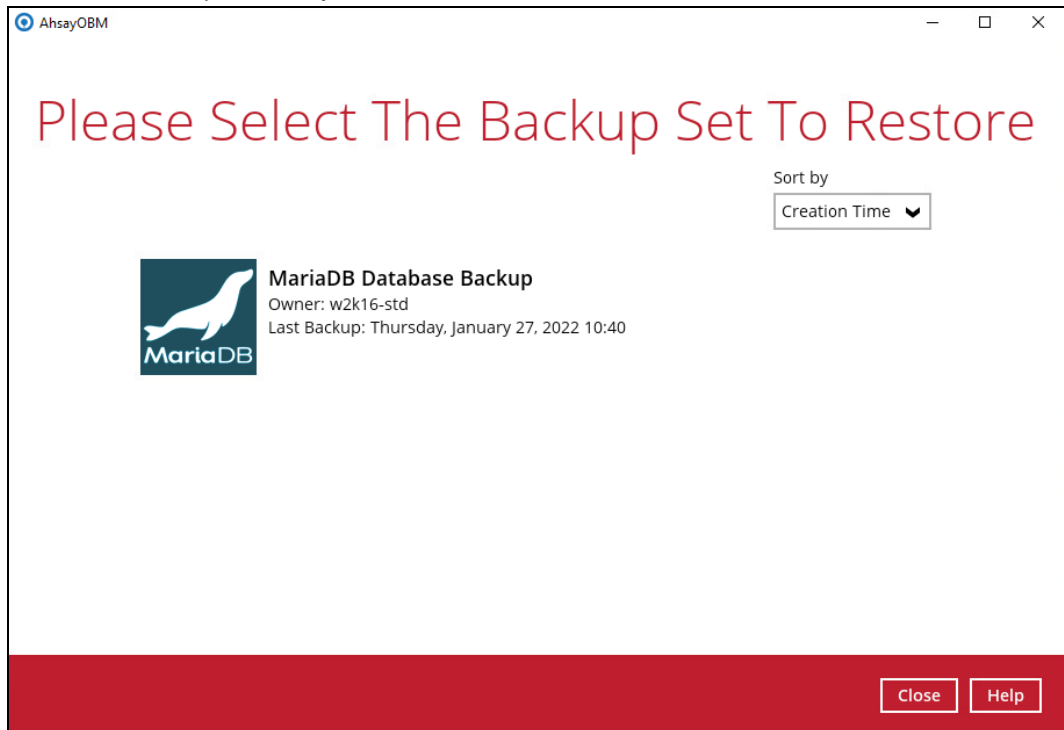 AhsayOBM
Please Select The Backup Set To Restore
Sort by
Creation Time
MariaDB Database Backup
Owner: w2k16-std
Last Backup: Thursday, January 27, 2022 10:40
MariaDB
Close Help